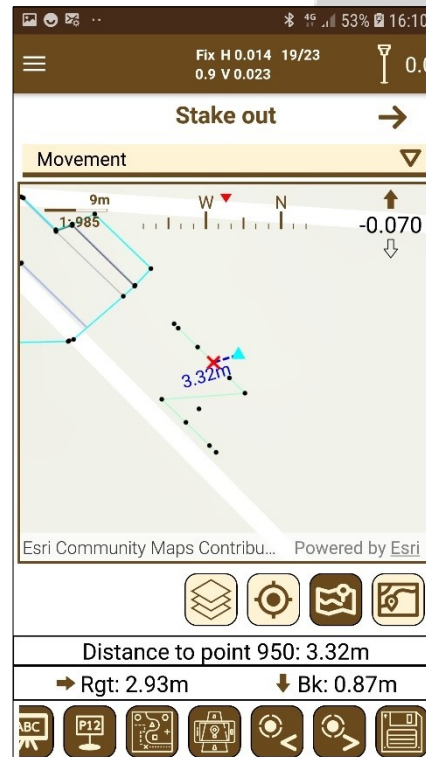 4G 53% 16:10
Fix H 0.014 19/23
0.9 V 0.023
Stake out
Movement
9m
1:985
W N
-0.070
3.32m
Esri Community Maps Contribu... Powered by Esri
Distance to point 950: 3.32m
Rgt: 2.93m Bk: 0.87m
ABC P12